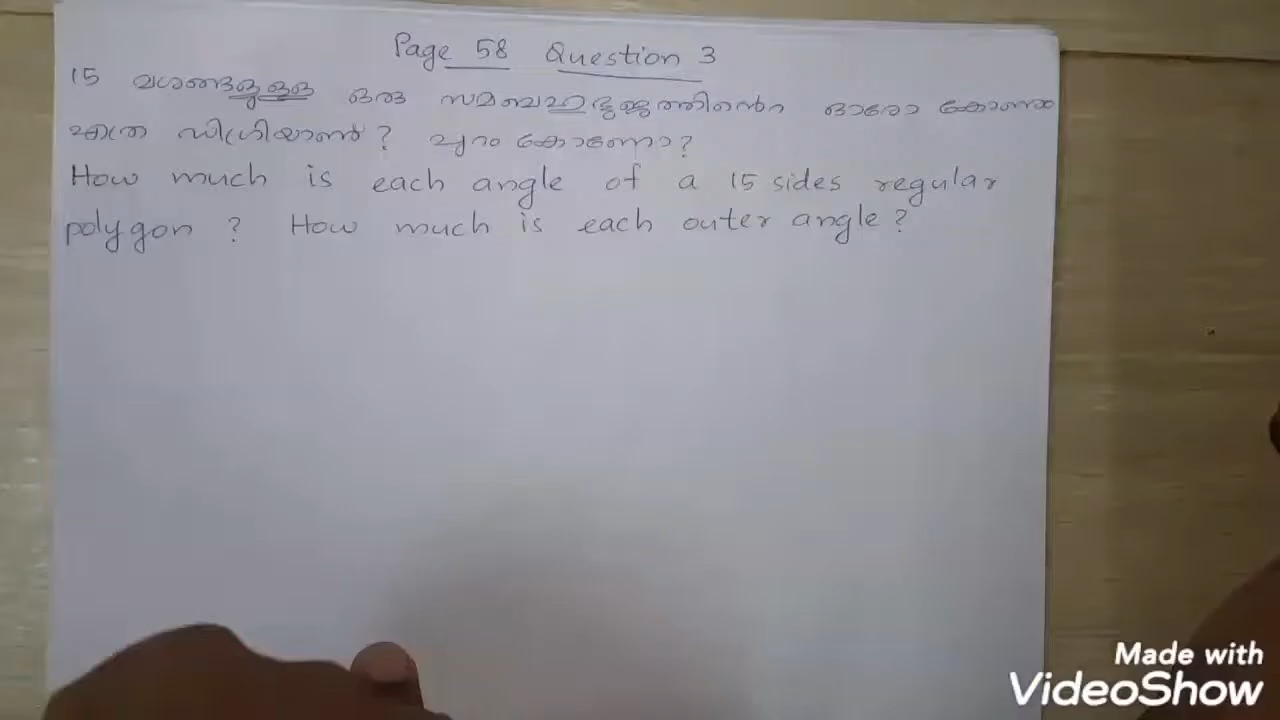 Page 58 Question 3
15 വശങ്ങളുള്ള ഒരു സമബഹുഭുജത്തിന്റെ ഓരോ കോണും
എത്ര ഡിഗ്രിയാണ് ? പുറം കോണോ?
How much is each angle of a 15 sides regular
polygon ? How much is each outer angle ?
Made with
VideoShow